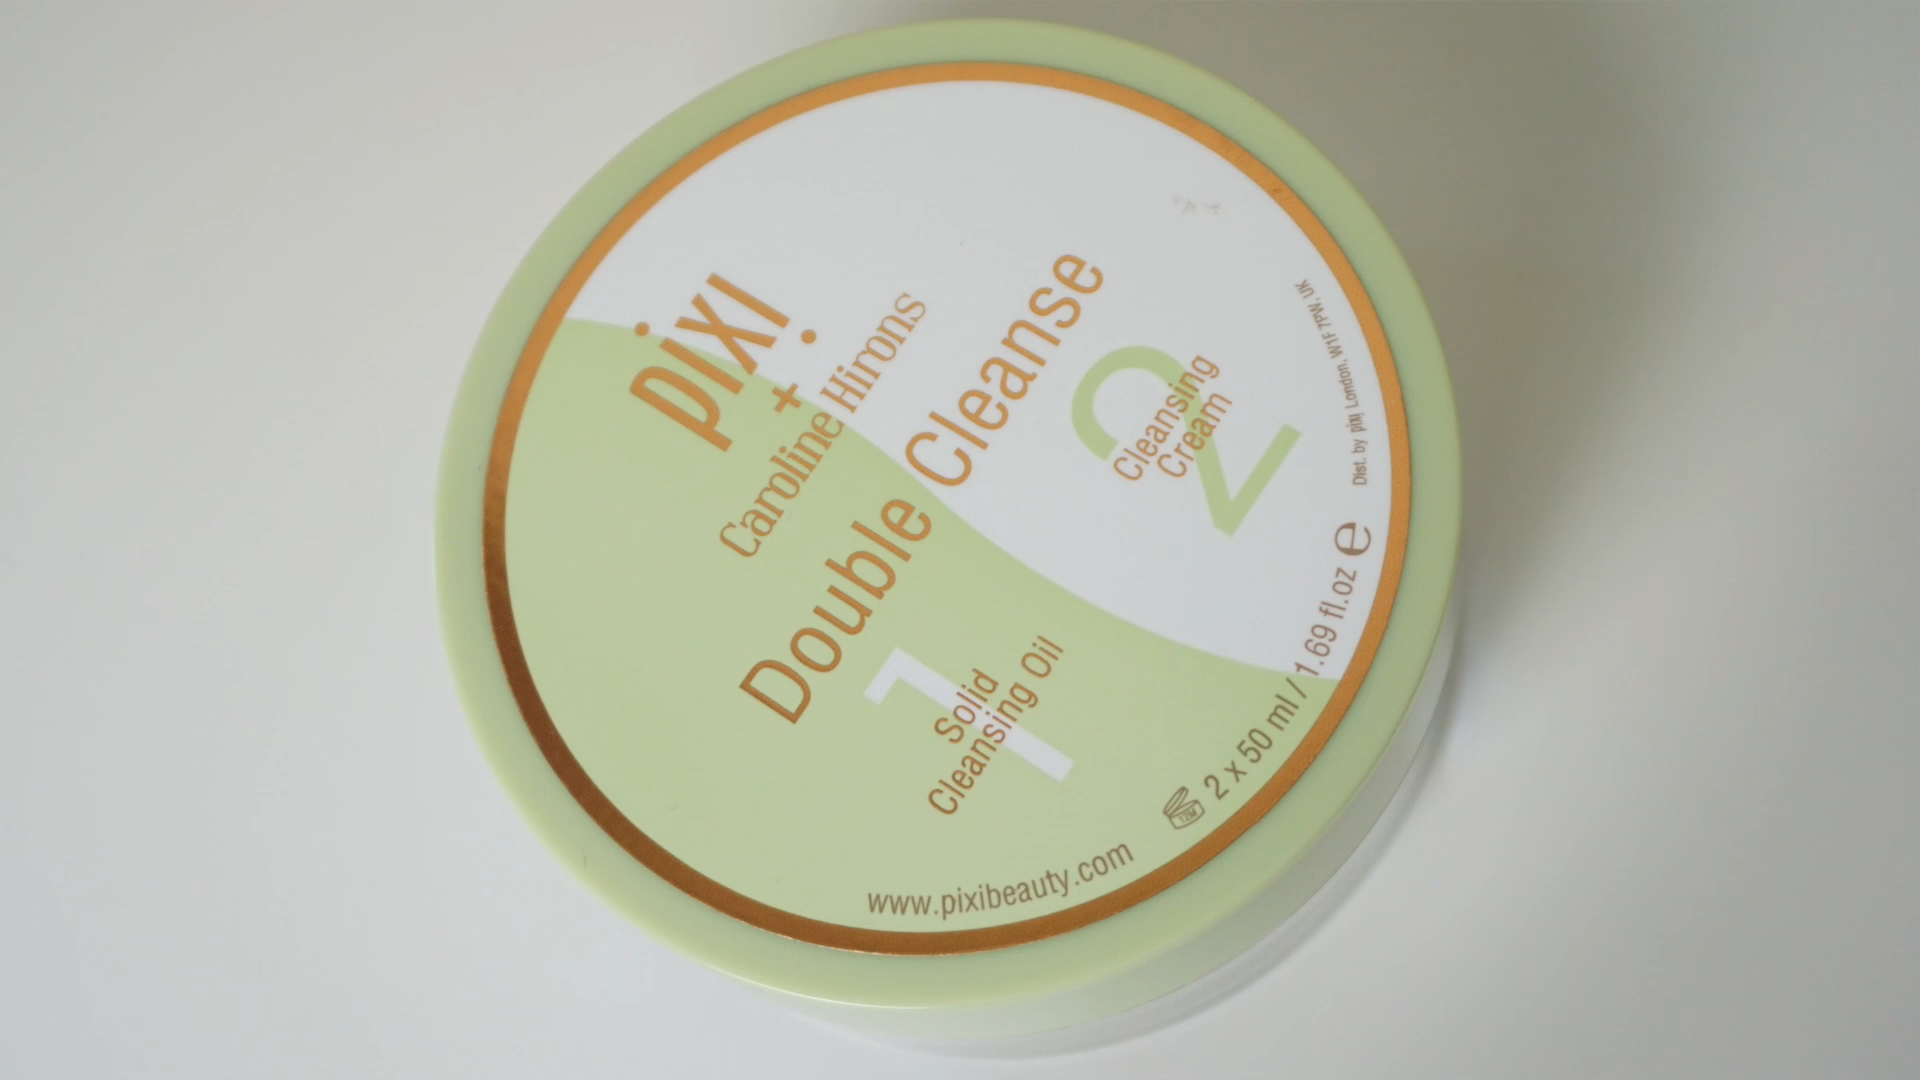 pixi
+
Caroline Hirons
Double Cleanse
1
Solid
Cleansing Oil
2
Cleansing
Cream
www.pixibeauty.com
12M
2 x 50 ml / 1.69 fl.oz ℮
Dist. by pixi London, W1F 7PW, UK